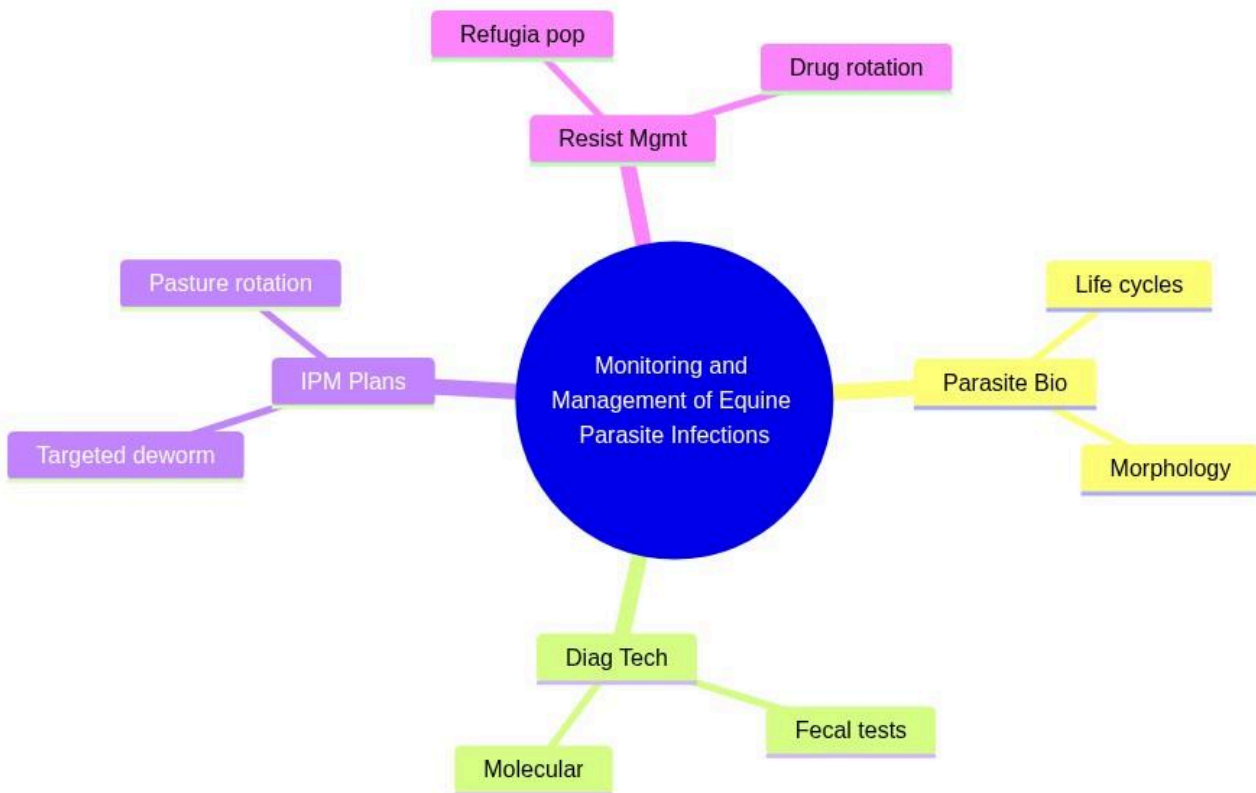 Refugia pop
Drug rotation
Resist Mgmt
Pasture rotation
Life cycles
IPM Plans
Parasite Bio
Monitoring and
Management of Equine
Parasite Infections
Targeted deworm
Morphology
Diag Tech
Fecal tests
Molecular